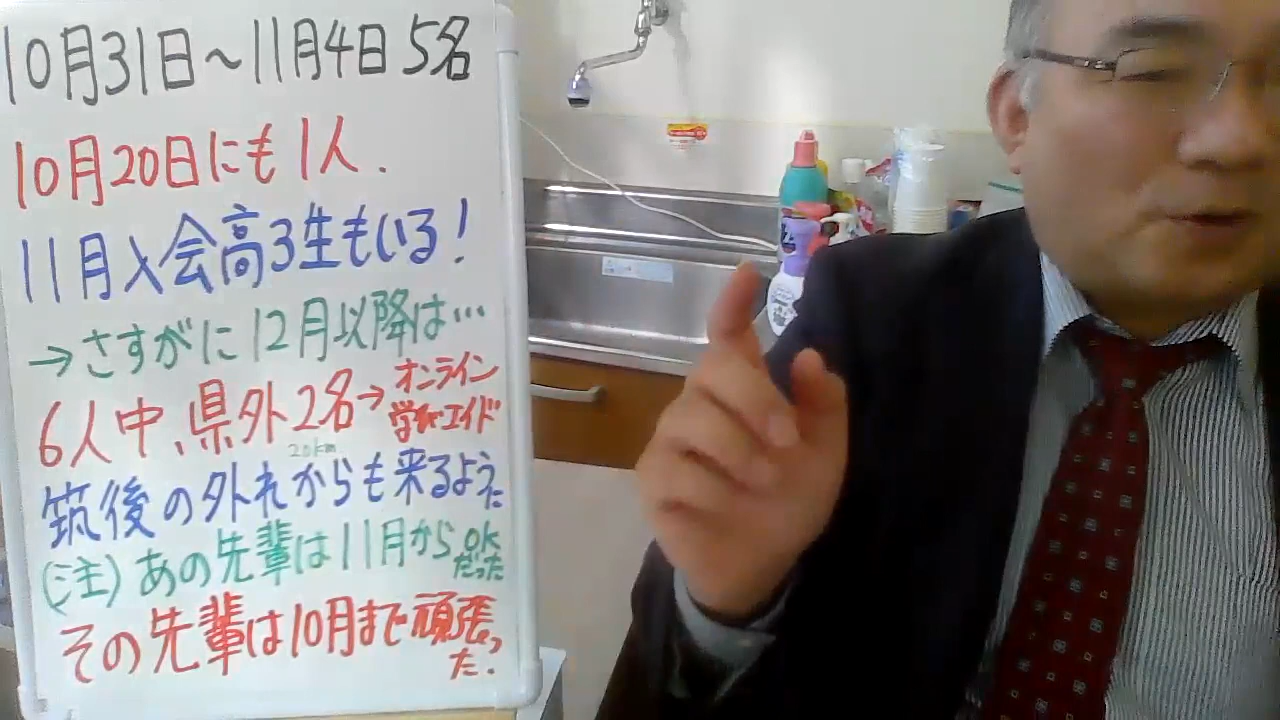 10月31日～11月4日 5名
10月20日にも1人.
11月入会高3生もいる!
→さすがに12月以降は…
6人中、県外2名→オンライン
学習エイド
20km
筑後の外れからも来るように
(注)あの先輩は11月からOK
だった
その先輩は10月まで頑張っ
た.